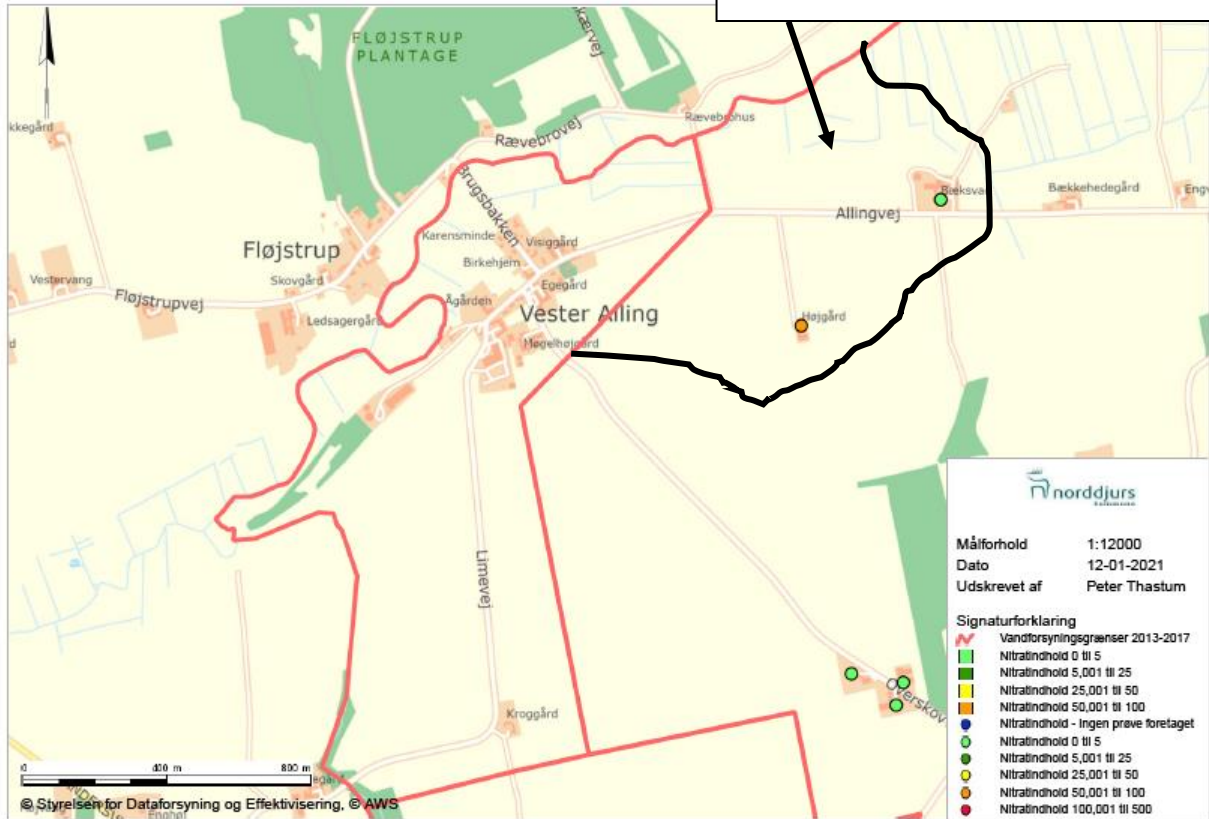 FLØJSTRUP
PLANTAGE
Rævebrovej
Rævebrohus
Brugsbakken
Allingvej
Bækkehedegård
Fløjstrup
Karensminde
Visiggård
Birkehjem
Egegård
Skovgård
Vestervang
Fløjstrupvej
Ågården
Ledsagergård
Vester Alling
Møgelhøjgård
Højgård
Limevej
Kroggård
Overskov
norddjurs
kommune
Målforhold 1:12000
Dato 12-01-2021
Udskrevet af Peter Thastum
Signaturforklaring
Vandforsyningsgrænser 2013-2017
Nitratindhold 0 til 5
Nitratindhold 5,001 til 25
Nitratindhold 25,001 til 50
Nitratindhold 50,001 til 100
Nitratindhold - Ingen prøve foretaget
Nitratindhold 0 til 5
Nitratindhold 5,001 til 25
Nitratindhold 25,001 til 50
Nitratindhold 50,001 til 100
Nitratindhold 100,001 til 500
0 400 m 800 m
© Styrelsen for Dataforsyning og Effektivisering, © AWS